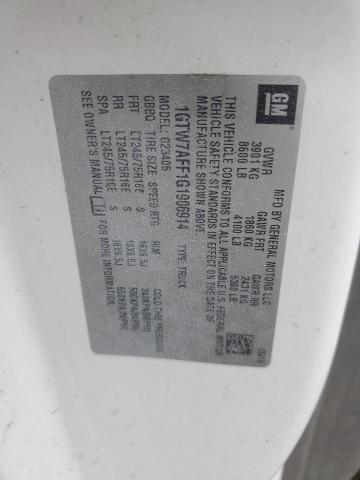 GM
MFD BY GENERAL MOTORS LLC
05/16
GVWR GAWR FRT GAWR RR
3901 KG 1860 KG 2431 KG
8600 LB 4100 LB 5360 LB
THIS VEHICLE CONFORMS TO ALL APPLICABLE U.S. FEDERAL MOTOR
VEHICLE SAFETY STANDARDS IN EFFECT ON THE DATE OF
MANUFACTURE SHOWN ABOVE.
1GTW7AFF1G1906914 TYPE: TRUCK
MODEL: G23405
GBBO TIRE SIZE SPEED RTG RIM COLD TIRE PRESSURE
FRT LT245/75R16E S 16X6.5J
RR LT245/75R16E S 16X6.5J
SPA LT245/75R16E S 16X6.5J
SEE OWNER'S MANUAL FOR MORE INFORMATION.